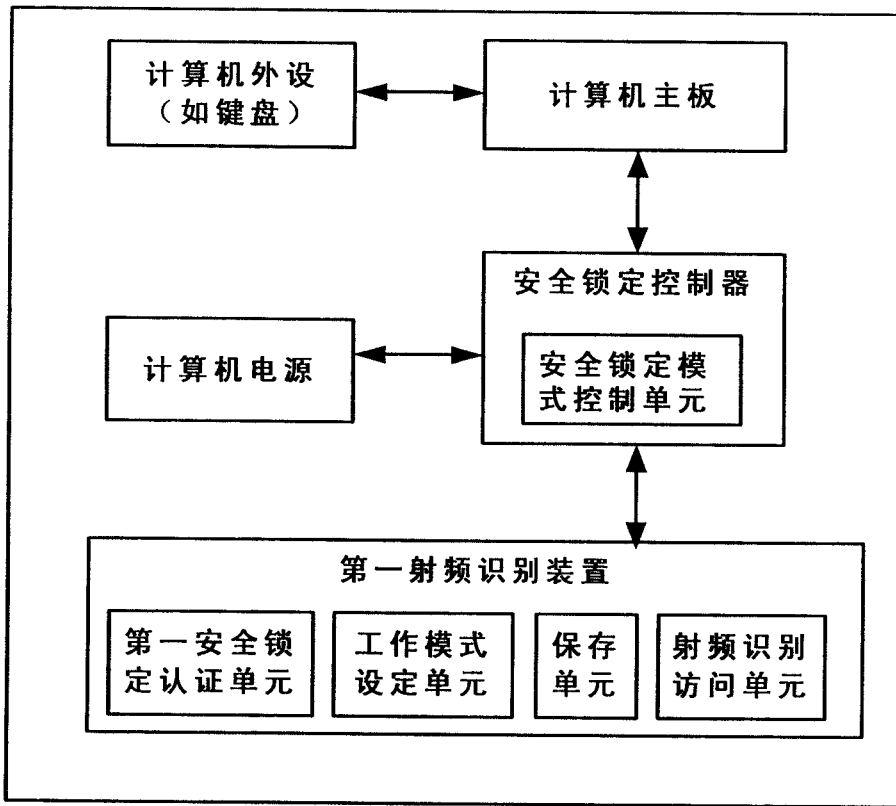 计算机外设
（如键盘）
计算机主板
安全锁定控制器
计算机电源
安全锁定模
式控制单元
第一射频识别装置
第一安全锁
定认证单元
工作模式
设定单元
保存
单元
射频识别
访问单元